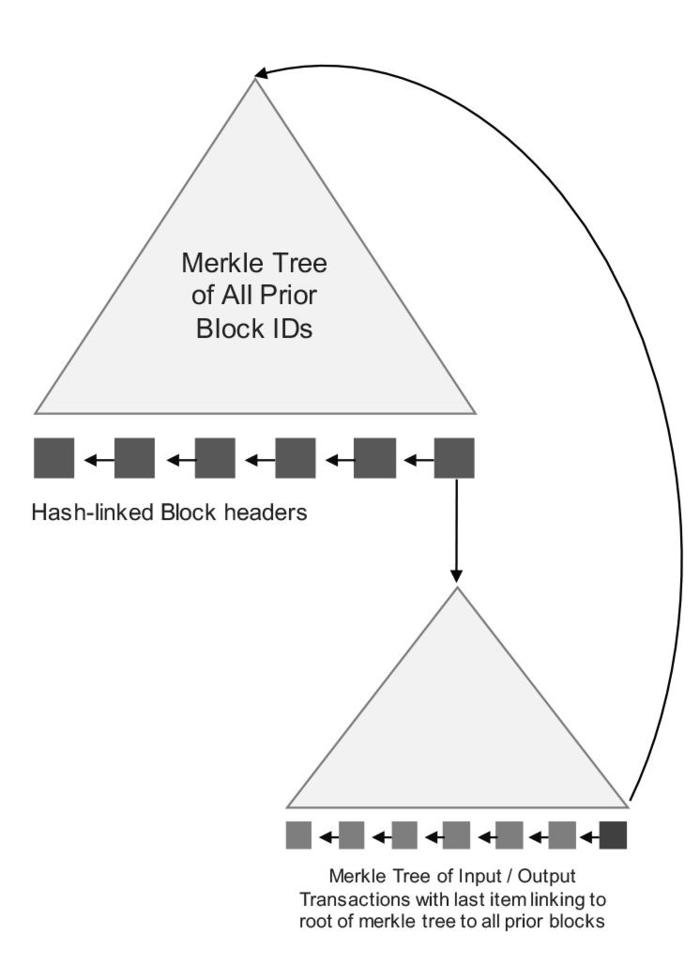 Merkle Tree
of All Prior
Block IDs
Hash-linked Block headers
Merkle Tree of Input / Output
Transactions with last item linking to
root of merkle tree to all prior blocks